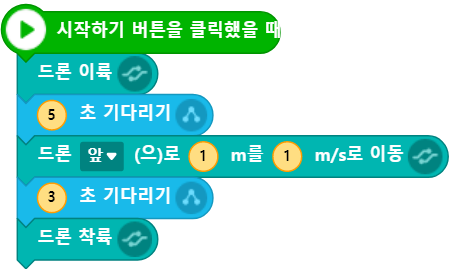 시작하기 버튼을 클릭했을 때
드론 이륙
5 초 기다리기
드론 앞 (으)로 1 m를 1 m/s로 이동
3 초 기다리기
드론 착륙